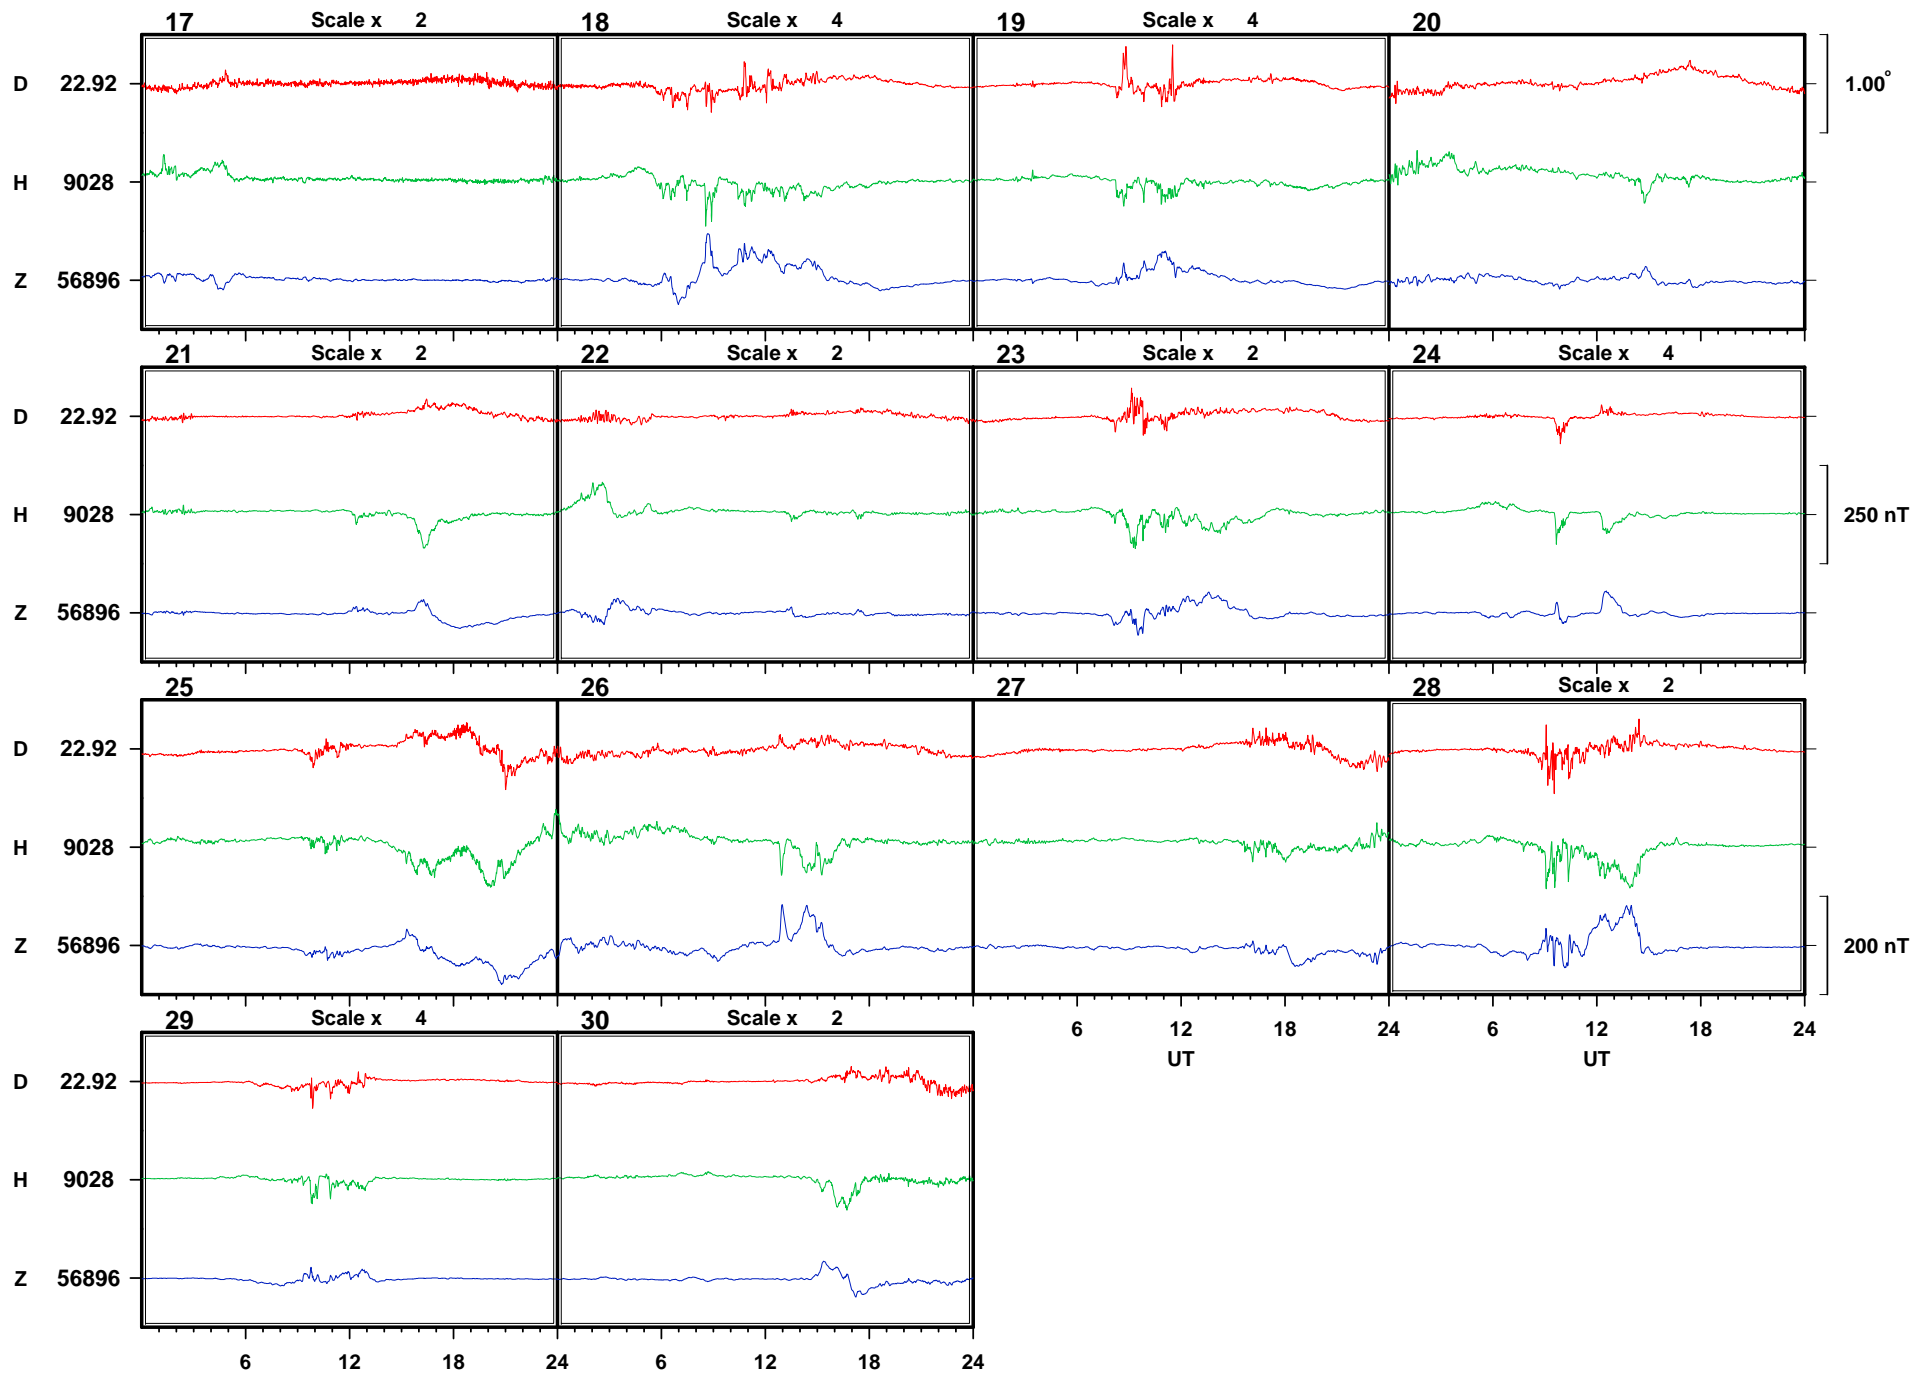 17 Scale x 2 18 Scale x 4 19 Scale x 4 20
D 22.92 1.00°
H 9028
Z 56896
21 Scale x 2 22 Scale x 2 23 Scale x 2 24 Scale x 4
D 22.92
H 9028 250 nT
Z 56896
25 26 27 28 Scale x 2
D 22.92
H 9028
Z 56896 200 nT
29 Scale x 4 30 Scale x 2 6 12 18 24 6 12 18 24
UT UT
D 22.92
H 9028
Z 56896
6 12 18 24 6 12 18 24